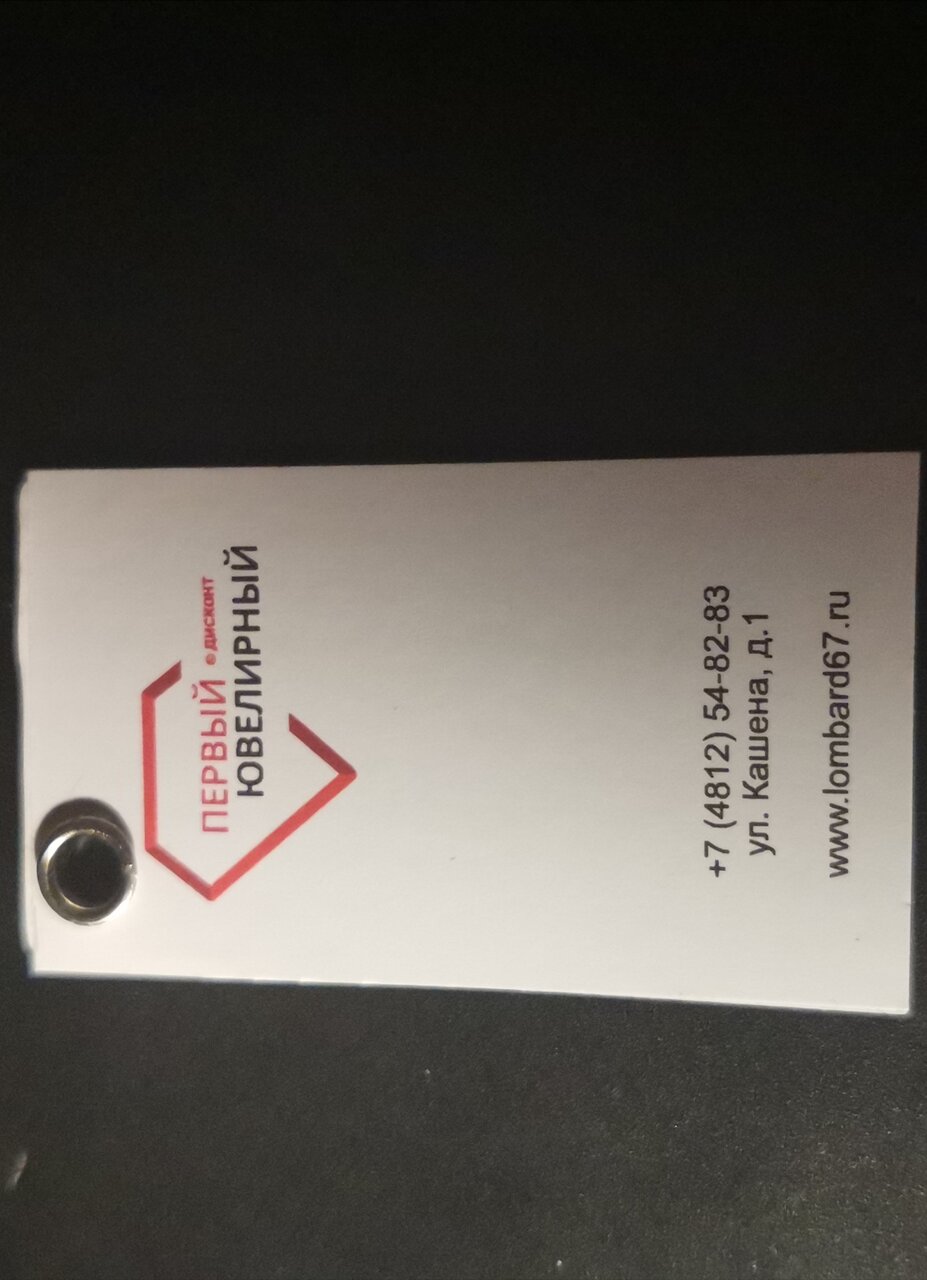 ПЕРВЫЙ дисконт
ЮВЕЛИРНЫЙ
+7 (4812) 54-82-83
ул. Кашена, д.1
www.lombard67.ru